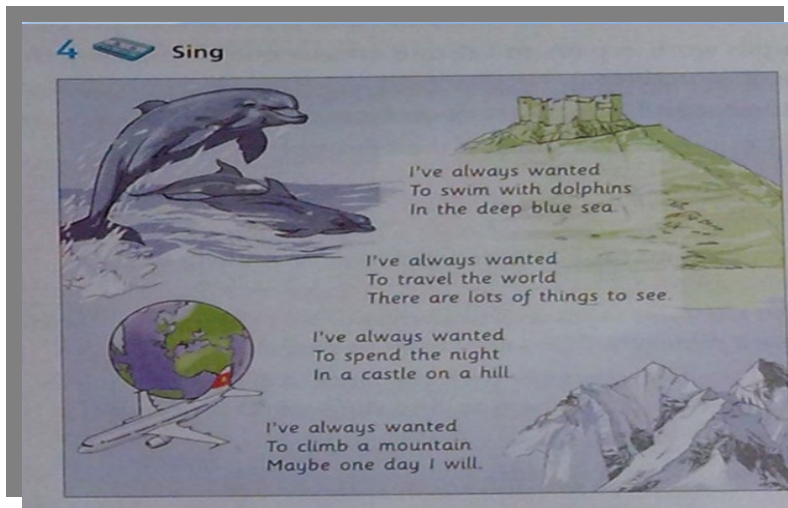 4 Sing
I've always wanted
To swim with dolphins
In the deep blue sea.
I've always wanted
To travel the world
There are lots of things to see.
I've always wanted
To spend the night
In a castle on a hill.
I've always wanted
To climb a mountain
Maybe one day I will.